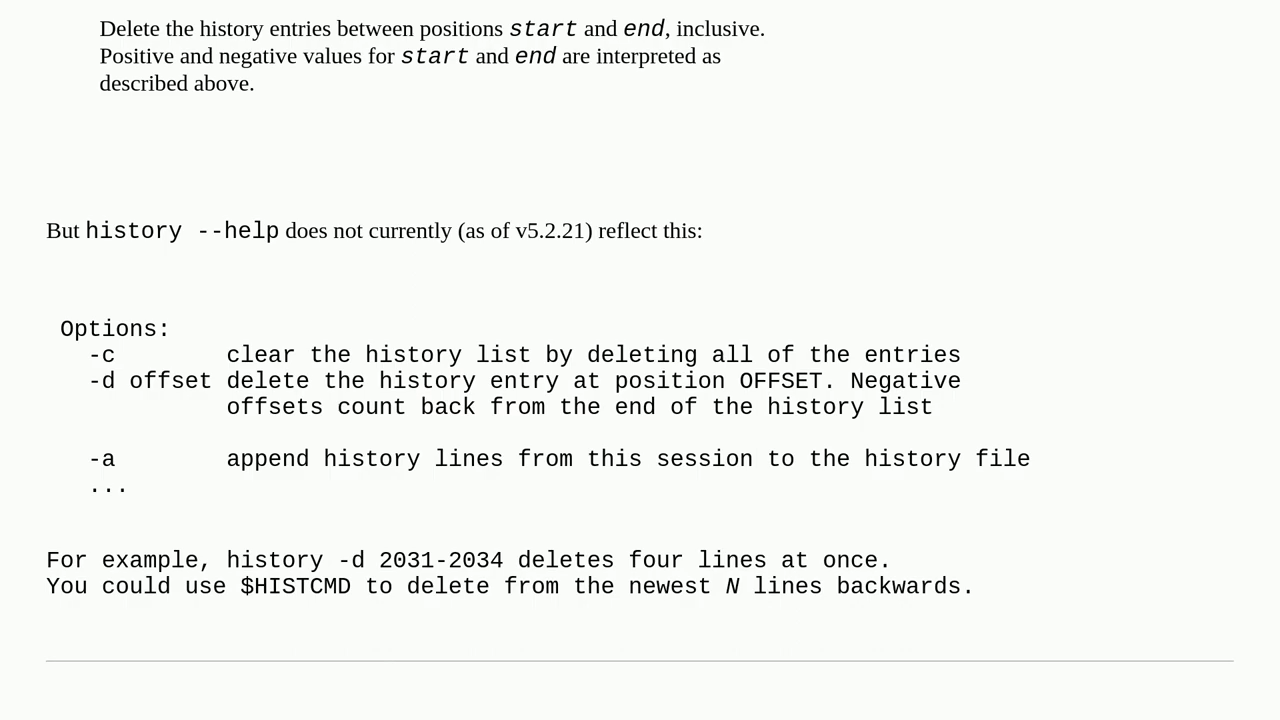 Delete the history entries between positions start and end, inclusive.
Positive and negative values for start and end are interpreted as
described above.
But history --help does not currently (as of v5.2.21) reflect this:
Options:
-c        clear the history list by deleting all of the entries
-d offset delete the history entry at position OFFSET. Negative
offsets count back from the end of the history list
-a        append history lines from this session to the history file
...
For example, history -d 2031-2034 deletes four lines at once.
You could use $HISTCMD to delete from the newest N lines backwards.